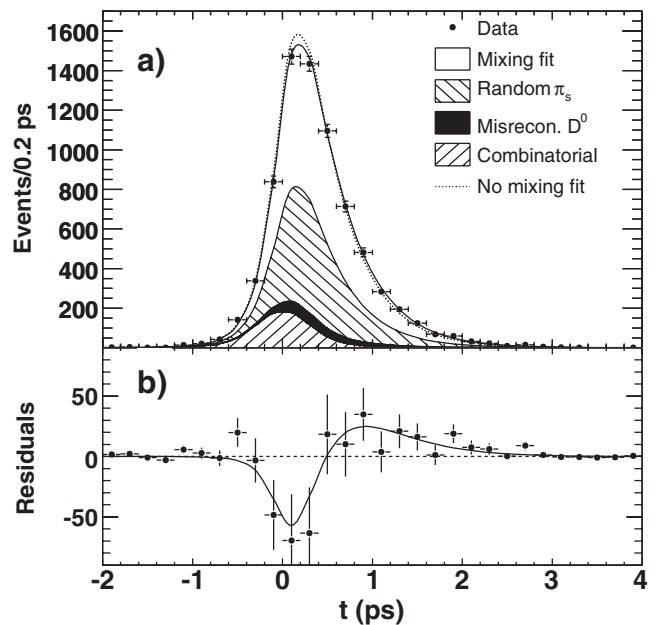 1600
1400
1200
1000
800
600
400
200
Events/0.2 ps
a)
Data
Mixing fit
Random π_s
Misrecon. D⁰
Combinatorial
No mixing fit
b)
50
0
-50
Residuals
-2 -1 0 1 2 3 4
t (ps)